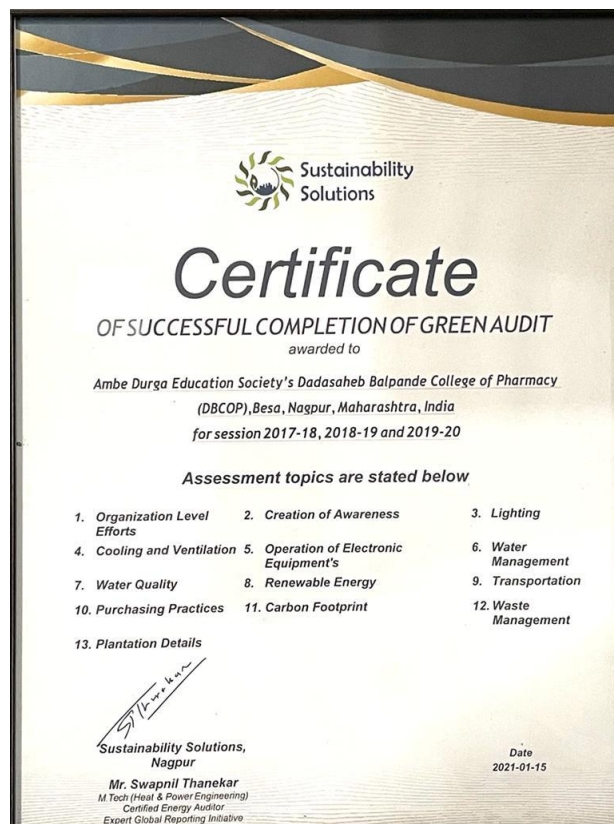 Sustainability
Solutions
Certificate
OF SUCCESSFUL COMPLETION OF GREEN AUDIT
awarded to
Ambe Durga Education Society's Dadasaheb Balpande College of Pharmacy
(DBCOP),Besa, Nagpur, Maharashtra, India
for session 2017-18, 2018-19 and 2019-20
Assessment topics are stated below
1. Organization Level Efforts
2. Creation of Awareness
3. Lighting
4. Cooling and Ventilation
5. Operation of Electronic Equipment's
6. Water Management
7. Water Quality
8. Renewable Energy
9. Transportation
10. Purchasing Practices
11. Carbon Footprint
12. Waste Management
13. Plantation Details
Sustainability Solutions,
Nagpur
Mr. Swapnil Thanekar
M.Tech (Heat & Power Engineering)
Certified Energy Auditor
Expert Global Reporting Initiative
Date
2021-01-15